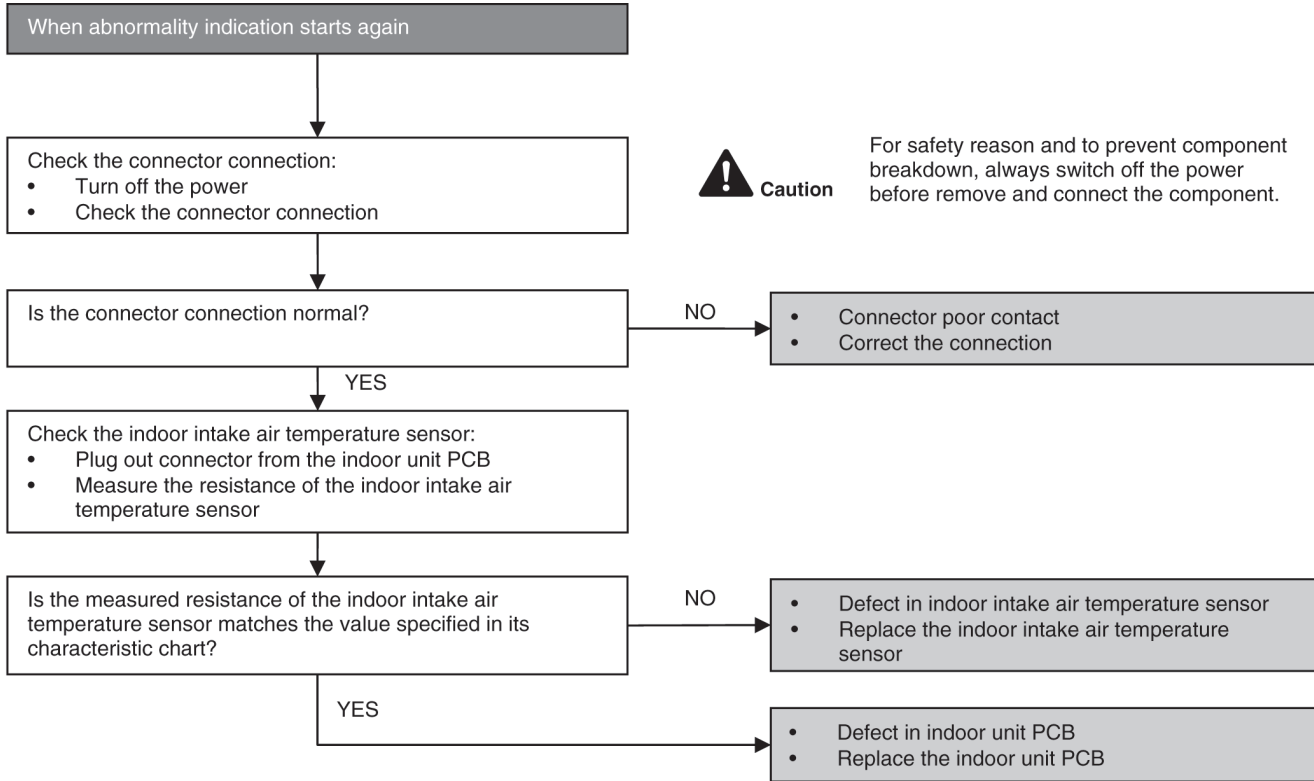 When abnormality indication starts again
Check the connector connection:
• Turn off the power
• Check the connector connection
Caution
For safety reason and to prevent component
breakdown, always switch off the power
before remove and connect the component.
Is the connector connection normal?
NO
• Connector poor contact
• Correct the connection
YES
Check the indoor intake air temperature sensor:
• Plug out connector from the indoor unit PCB
• Measure the resistance of the indoor intake air
temperature sensor
Is the measured resistance of the indoor intake air
temperature sensor matches the value specified in its
characteristic chart?
NO
• Defect in indoor intake air temperature sensor
• Replace the indoor intake air temperature
sensor
YES
• Defect in indoor unit PCB
• Replace the indoor unit PCB